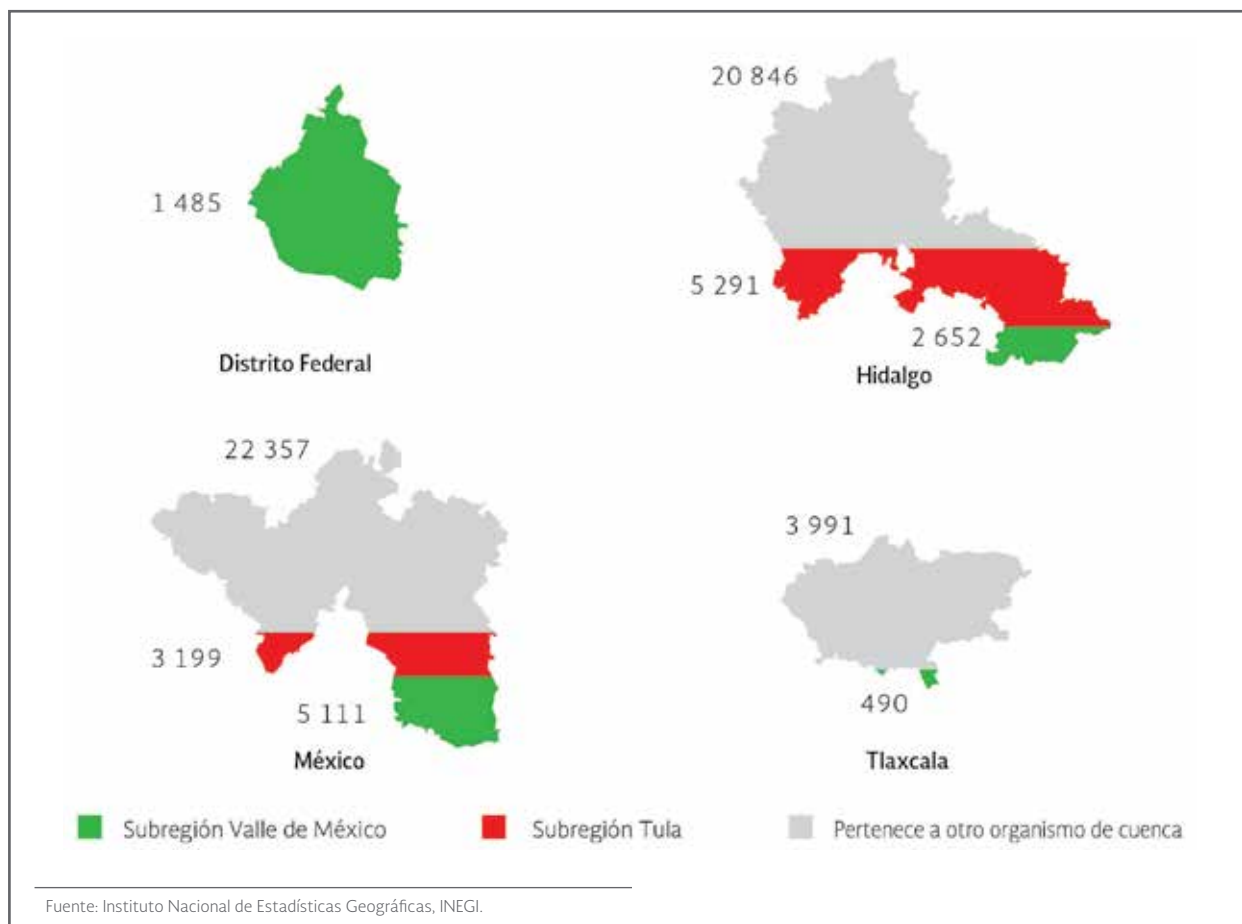 1 485
Distrito Federal
20 846
5 291
2 652
Hidalgo
22 357
3 199
5 111
México
3 991
490
Tlaxcala
Subregión Valle de México
Subregión Tula
Pertenece a otro organismo de cuenca
Fuente: Instituto Nacional de Estadísticas Geográficas, INEGI.